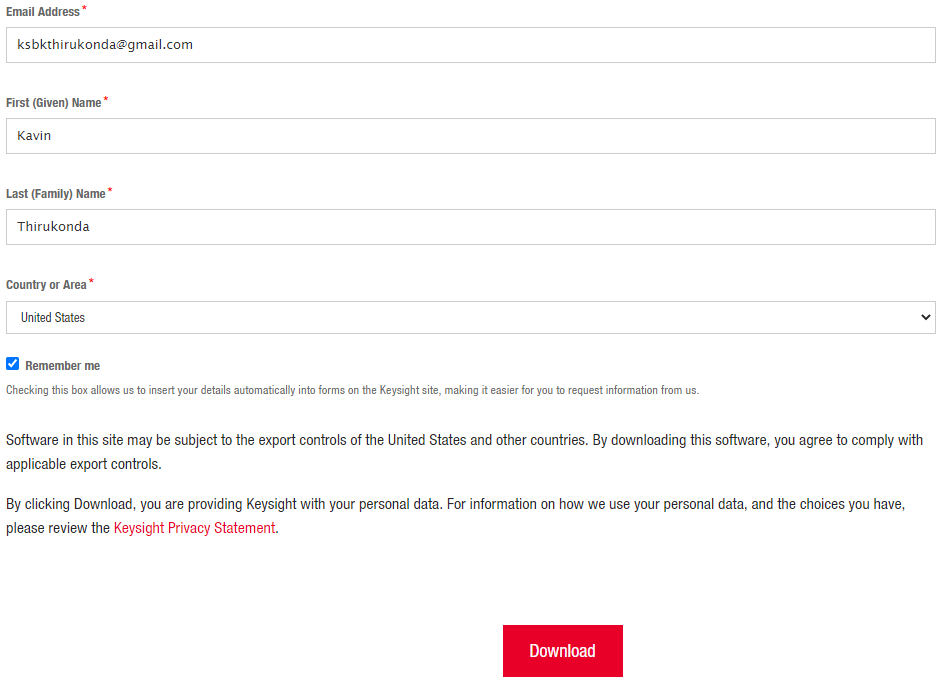 Email Address*
ksbkthirukonda@gmail.com
First (Given) Name*
Kavin
Last (Family) Name*
Thirukonda
Country or Area*
United States
Remember me
Checking this box allows us to insert your details automatically into forms on the Keysight site, making it easier for you to request information from us.
Software in this site may be subject to the export controls of the United States and other countries. By downloading this software, you agree to comply with
applicable export controls.
By clicking Download, you are providing Keysight with your personal data. For information on how we use your personal data, and the choices you have,
please review the Keysight Privacy Statement.
Download